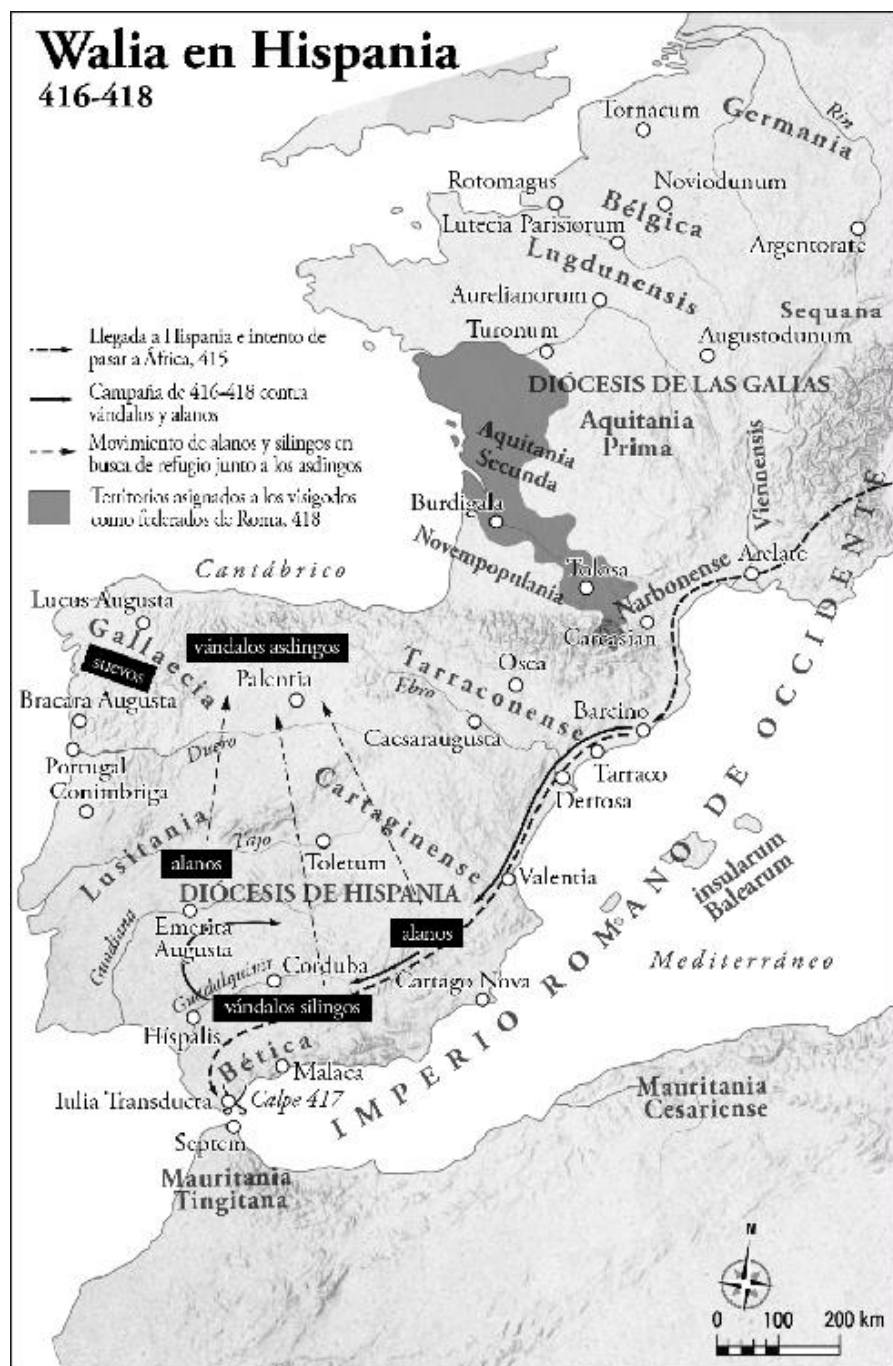 Walia en Hispania
416-418
Germania
Rin
Tornacum
Rotomagus
Noviodunum
Bélgica
Lutecia Parisiorum
Argentorate
Lugdunensis
Aurelianorum
Sequana
Turonum
Augustodunum
Llegada a Hispania e intento de
pasar a África, 415
Campaña de 416-418 contra
vándalos y alanos
Movimiento de alanos y silingos en
busca de refugio junto a los asdingos
Territorios asignados a los visigodos
como federados de Roma, 418
DIÓCESIS DE LAS GALIAS
Aquitania
Prima
Aquitania
Secunda
Viennensis
Burdigala
Novempopulania
Tolosa
Narbonense
Arelate
Carcasian
Cantábrico
Lucus Augusta
Gallaecia
suevos
vándalos asdingos
Palentia
Osca
Tarraconense
Ebro
Bracara Augusta
Barcino
Caesaraugusta
Duero
Portugal
Tarraco
Conimbriga
Dertosa
Cartaginense
Lusitania
Tajo
alanos
Toletum
Valentia
insularum
Balearum
DIÓCESIS DE HISPANIA
Emerita
Augusta
alanos
Guadiana
Mediterráneo
Guadalquivir
Corduba
Cartago Nova
vándalos silingos
Híspalis
Bética
Malaca
IMPERIO ROMANO DE OCCIDENTE
Iulia Transducta
Calpe 417
Septem
Mauritania
Cesariense
Mauritania
Tingitana
N
0 100 200 km